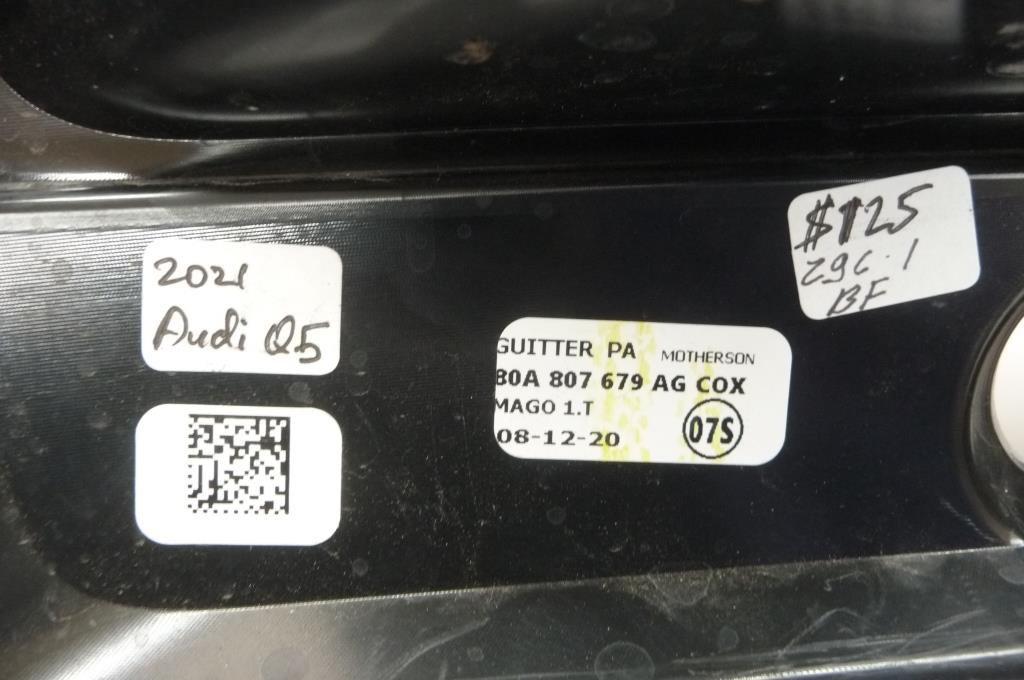 2021
Audi Q5
GUITTER PA MOTHERSON
80A 807 679 AG COX
MAGO 1.T
08-12-20 07S
$125
29C.1
BF